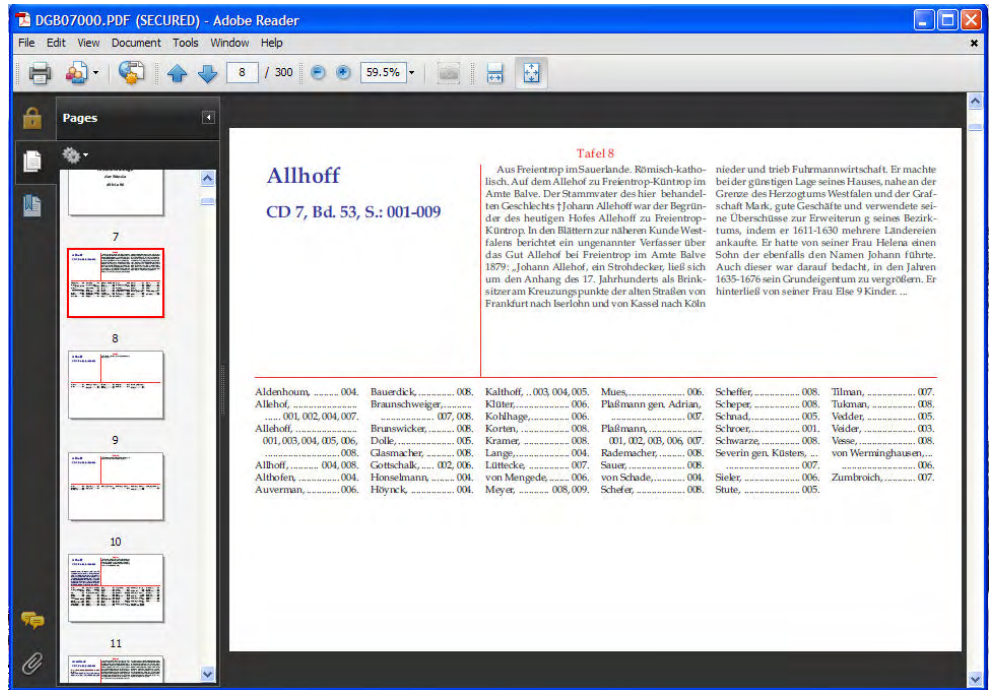 DGB07000.PDF (SECURED) - Adobe Reader
File Edit View Document Tools Window Help
8 / 300 59.5%
Pages
7
8
9
10
11
Allhoff
CD 7, Bd. 53, S.: 001-009
Tafel 8
Aus Freientrop im Sauerlande. Römisch-katho-
lisch. Auf dem Allehof zu Freientrop-Küntrop im
Amte Balve. Der Stammvater des hier behandel-
ten Geschlechts †Johann Allehoff war der Begrün-
der des heutigen Hofes Allehoff zu Freientrop-
Küntrop. In den Blättern zur näheren Kunde West-
falens berichtet ein ungenannter Verfasser über
das Gut Allehof bei Freientrop im Amte Balve
1879: „Johann Allehof, ein Strohdecker, ließ sich
um den Anhang des 17. Jahrhunderts als Brink-
sitzer am Kreuzungspunkte der alten Straßen von
Frankfurt nach Iserlohn und von Kassel nach Köln
nieder und trieb Fuhrmannwirtschaft. Er machte
bei der günstigen Lage seines Hauses, nahe an der
Grenze des Herzogtums Westfalen und der Graf-
schaft Mark, gute Geschäfte und verwendete sei-
ne Überschüsse zur Erweiterun g seines Bezirk-
tums, indem er 1611-1630 mehrere Ländereien
ankaufte. Er hatte von seiner Frau Helena einen
Sohn der ebenfalls den Namen Johann führte.
Auch dieser war darauf bedacht, in den Jahren
1635-1676 sein Grundeigentum zu vergrößern. Er
hinterließ von seiner Frau Else 9 Kinder. ...
Aldenhoum, ......... 004.
Allehof, .........................
...... 001, 002, 004, 007.
Allehoff, ........................
001, 003, 004, 005, 006,
............................ 008.
Allhoff, .......... 004, 008.
Althofen, .............. 004.
Auverman, ............ 006.
Bauerdick, ............. 008.
Braunschweiger, ..........
...................... 007, 008.
Brunswicker, ......... 008.
Dolle, ..................... 005.
Glasmacher, .......... 008.
Gottschalk, ..... 002, 006.
Honselmann, ......... 004.
Höynck, ................ 004.
Kalthoff, .. 003, 004, 005.
Klüter, .................... 006.
Kohlhage, .............. 006.
Korten, .................. 008.
Kramer, ................. 008.
Lange, .................... 004.
Lüttecke, ............... 007.
von Mengede, ....... 006.
Meyer, .......... 008, 009.
Mues, ..................... 006.
Plaßmann gen. Adrian,
............................ 007.
Plaßmann, ...................
001, 002, 003, 006, 007.
Rademacher, ......... 008.
Sauer, .................... 008.
von Schade, ........... 004.
Schefer, .................. 008.
Scheffer, ................ 008.
Scheper, ................ 008.
Schnad, ................. 005.
Schroer, ................. 001.
Schwarze, .............. 008.
Severin gen. Küsters, ...
............................ 007.
Sieler, .................... 006.
Stute, ..................... 005.
Tilman, .................. 007.
Tukman, ................ 008.
Vedder, ................. 005.
Veider, .................. 003.
Vesse, .................... 008.
von Werminghausen, ...
............................ 006.
Zumbroich, ........... 007.